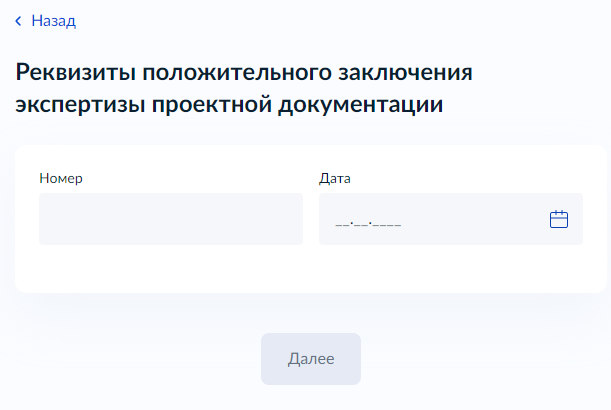 Назад
Реквизиты положительного заключения
экспертизы проектной документации
Номер
Дата
__.__.____
Далее